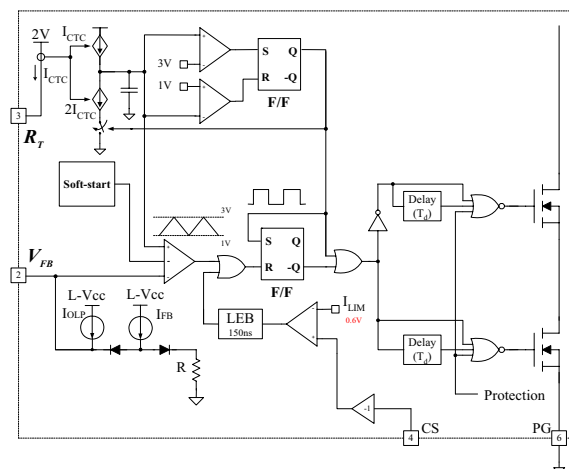 I_CTC
2V
I_CTC
3V
S Q
1V
R -Q
F/F
2I_CTC
3
R_T
Soft-start
3V
1V
S Q
R -Q
F/F
Delay
(T_d)
V_FB
2
L-Vcc L-Vcc
I_OLP I_FB
R
LEB
150ns
I_LIM
0.6V
-1
Delay
(T_d)
Protection
CS
4
PG
6
+
-
+
-
+
-
-
-
+